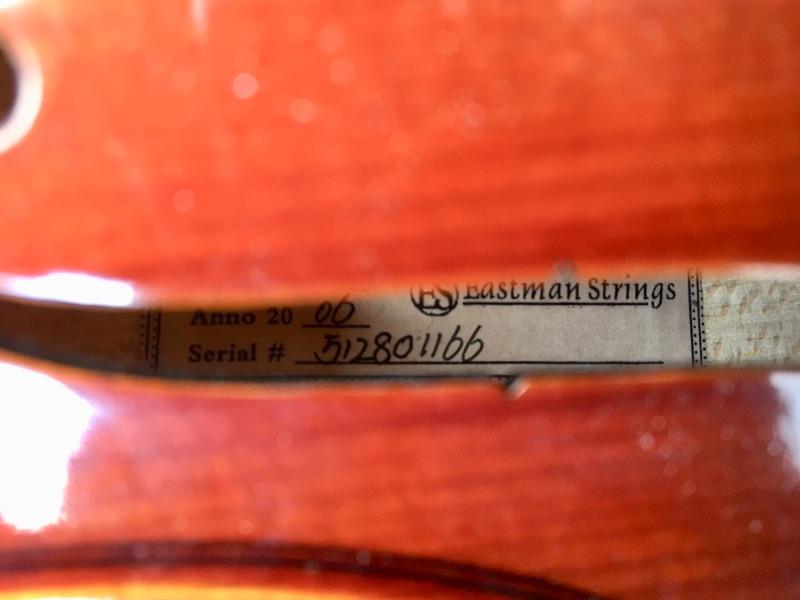 ES Eastman Strings
Anno 20 06
Serial # 512801166